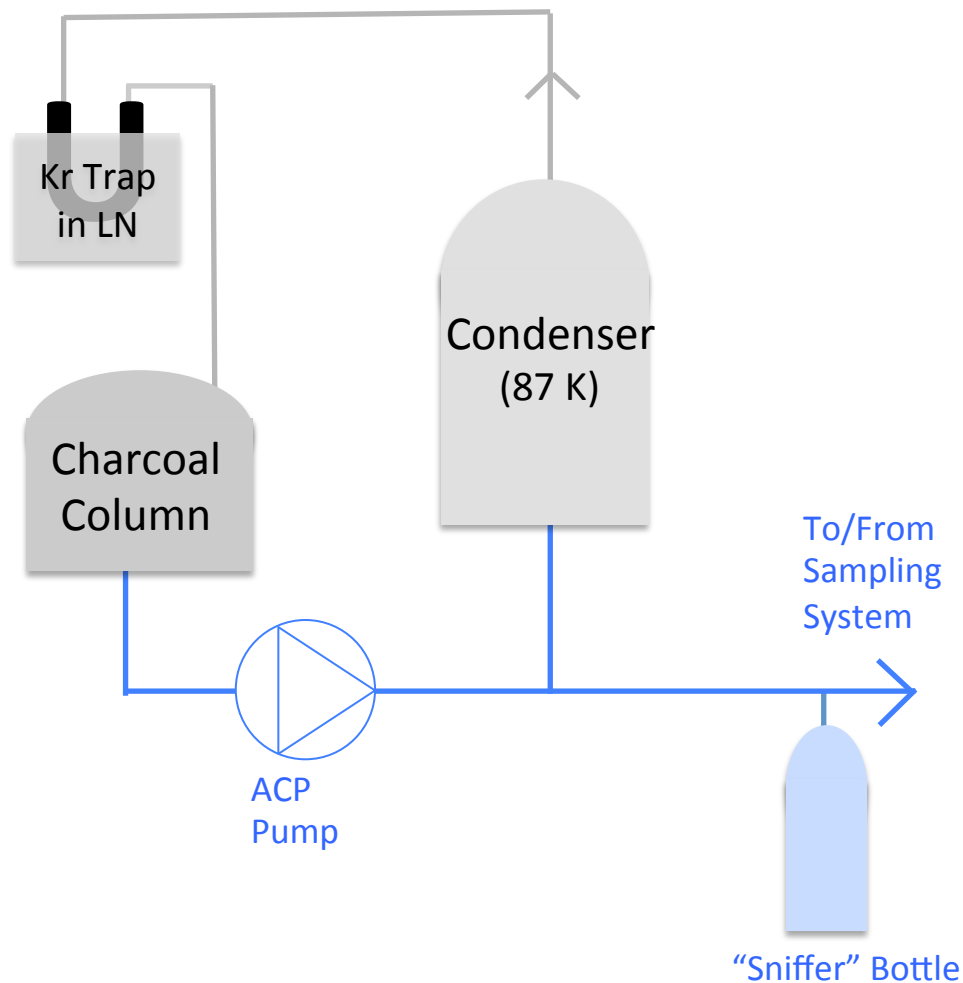 Kr Trap
in LN
Condenser
(87 K)
Charcoal
Column
To/From
Sampling
System
ACP
Pump
“Sniffer” Bottle